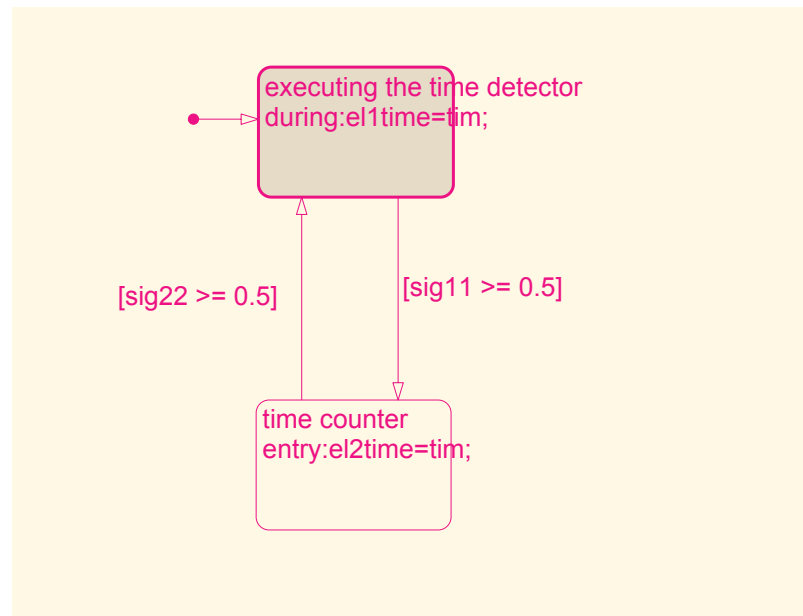 executing the time detector
during:el1time=tim;
[sig22 >= 0.5]
[sig11 >= 0.5]
time counter
entry:el2time=tim;